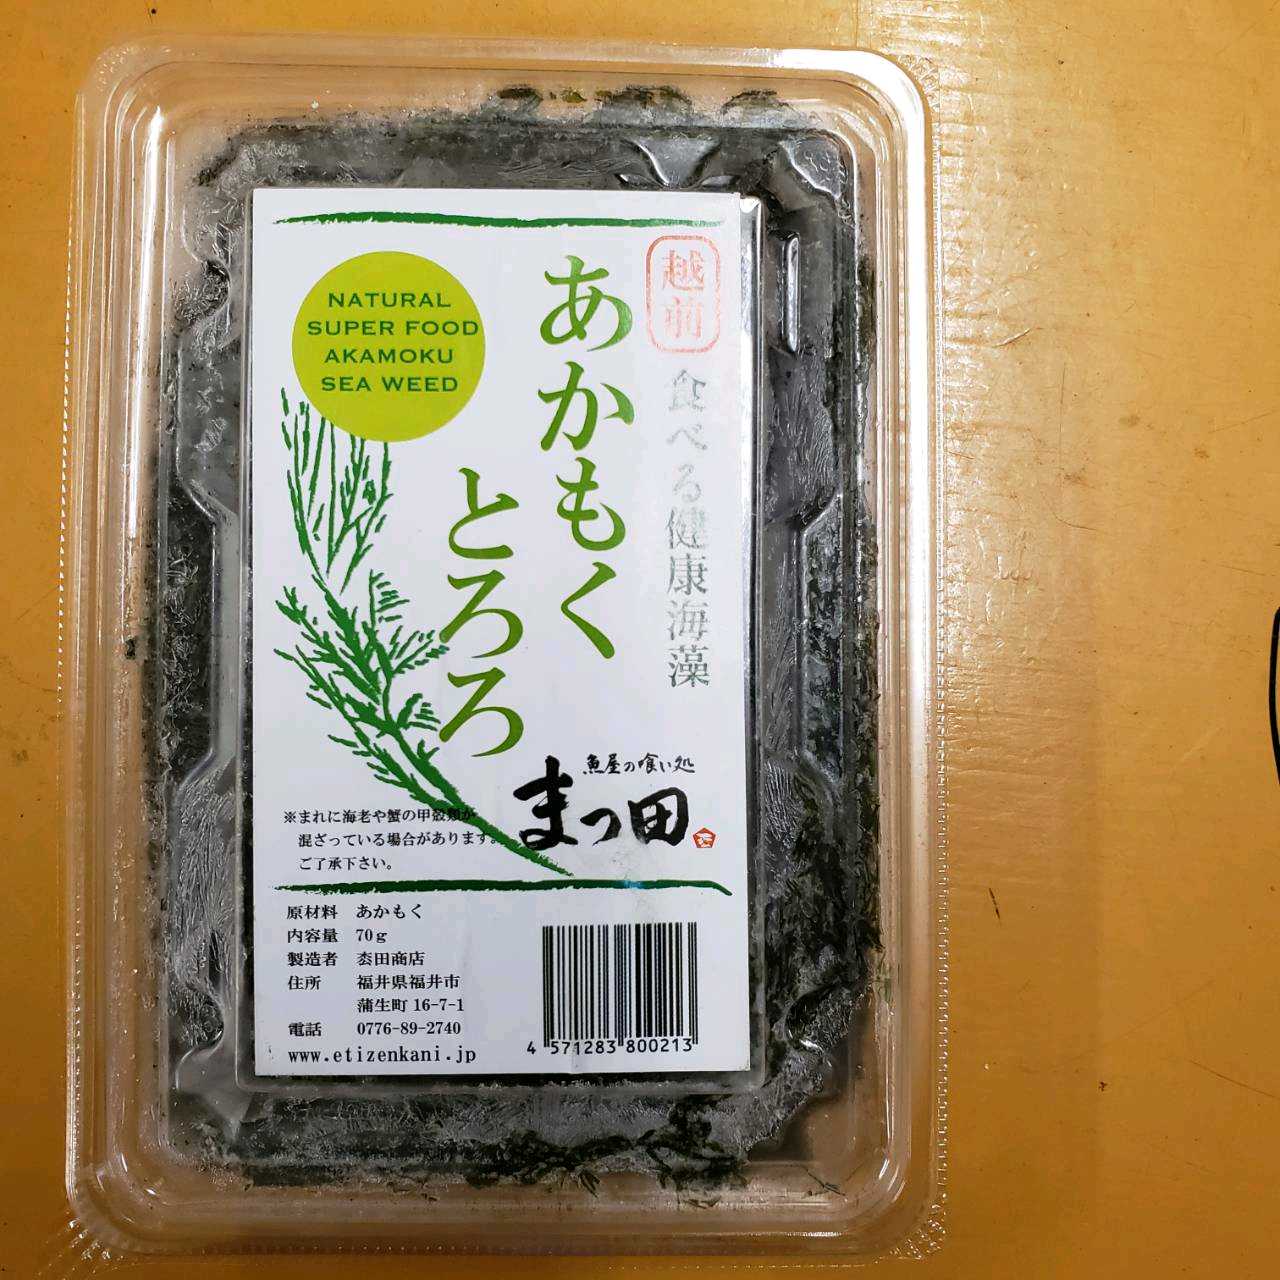 越前
食べる健康海藻
あかもく
とろろ
NATURAL
SUPER FOOD
AKAMOKU
SEA WEED
魚屋の喰い処
まつ田
※まれに海老や蟹の甲殻類が
混ざっている場合があります。
ご了承下さい。
原材料 あかもく
内容量 70g
製造者 枩田商店
住所 福井県福井市
蒲生町 16-7-1
電話 0776-89-2740
www.etizenkani.jp
4 571283 800213